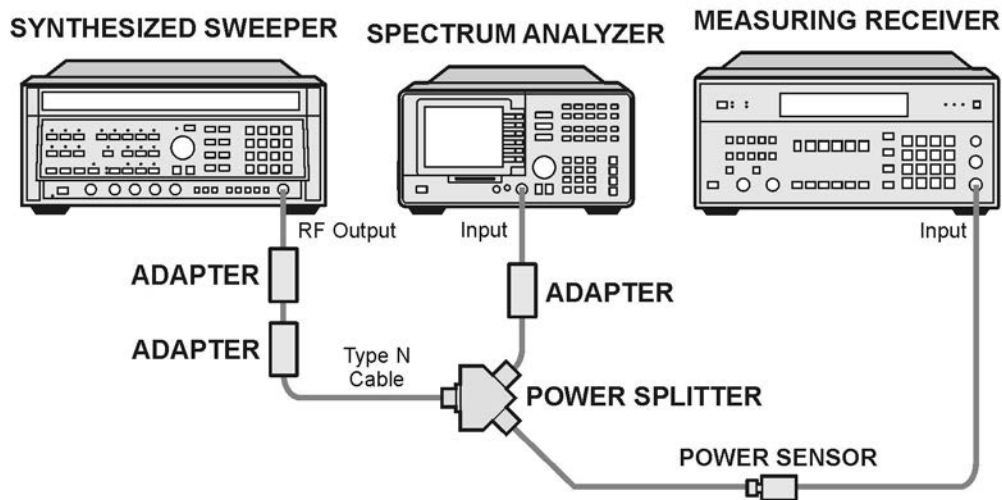 SYNTHESIZED SWEEPER
SPECTRUM ANALYZER
MEASURING RECEIVER
RF Output
Input
Input
ADAPTER
ADAPTER
ADAPTER
Type N
Cable
POWER SPLITTER
POWER SENSOR